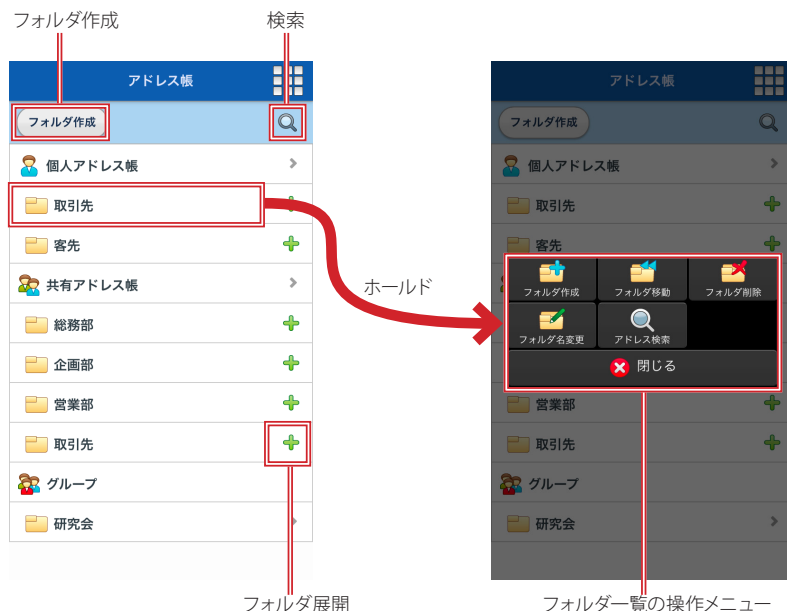 フォルダ作成
検索
アドレス帳
フォルダ作成
個人アドレス帳
取引先
客先
共有アドレス帳
総務部
企画部
営業部
取引先
グループ
研究会
フォルダ展開
ホールド
アドレス帳
フォルダ作成
個人アドレス帳
取引先
客先
フォルダ作成
フォルダ移動
フォルダ削除
フォルダ名変更
アドレス検索
閉じる
営業部
取引先
グループ
研究会
フォルダ一覧の操作メニュー